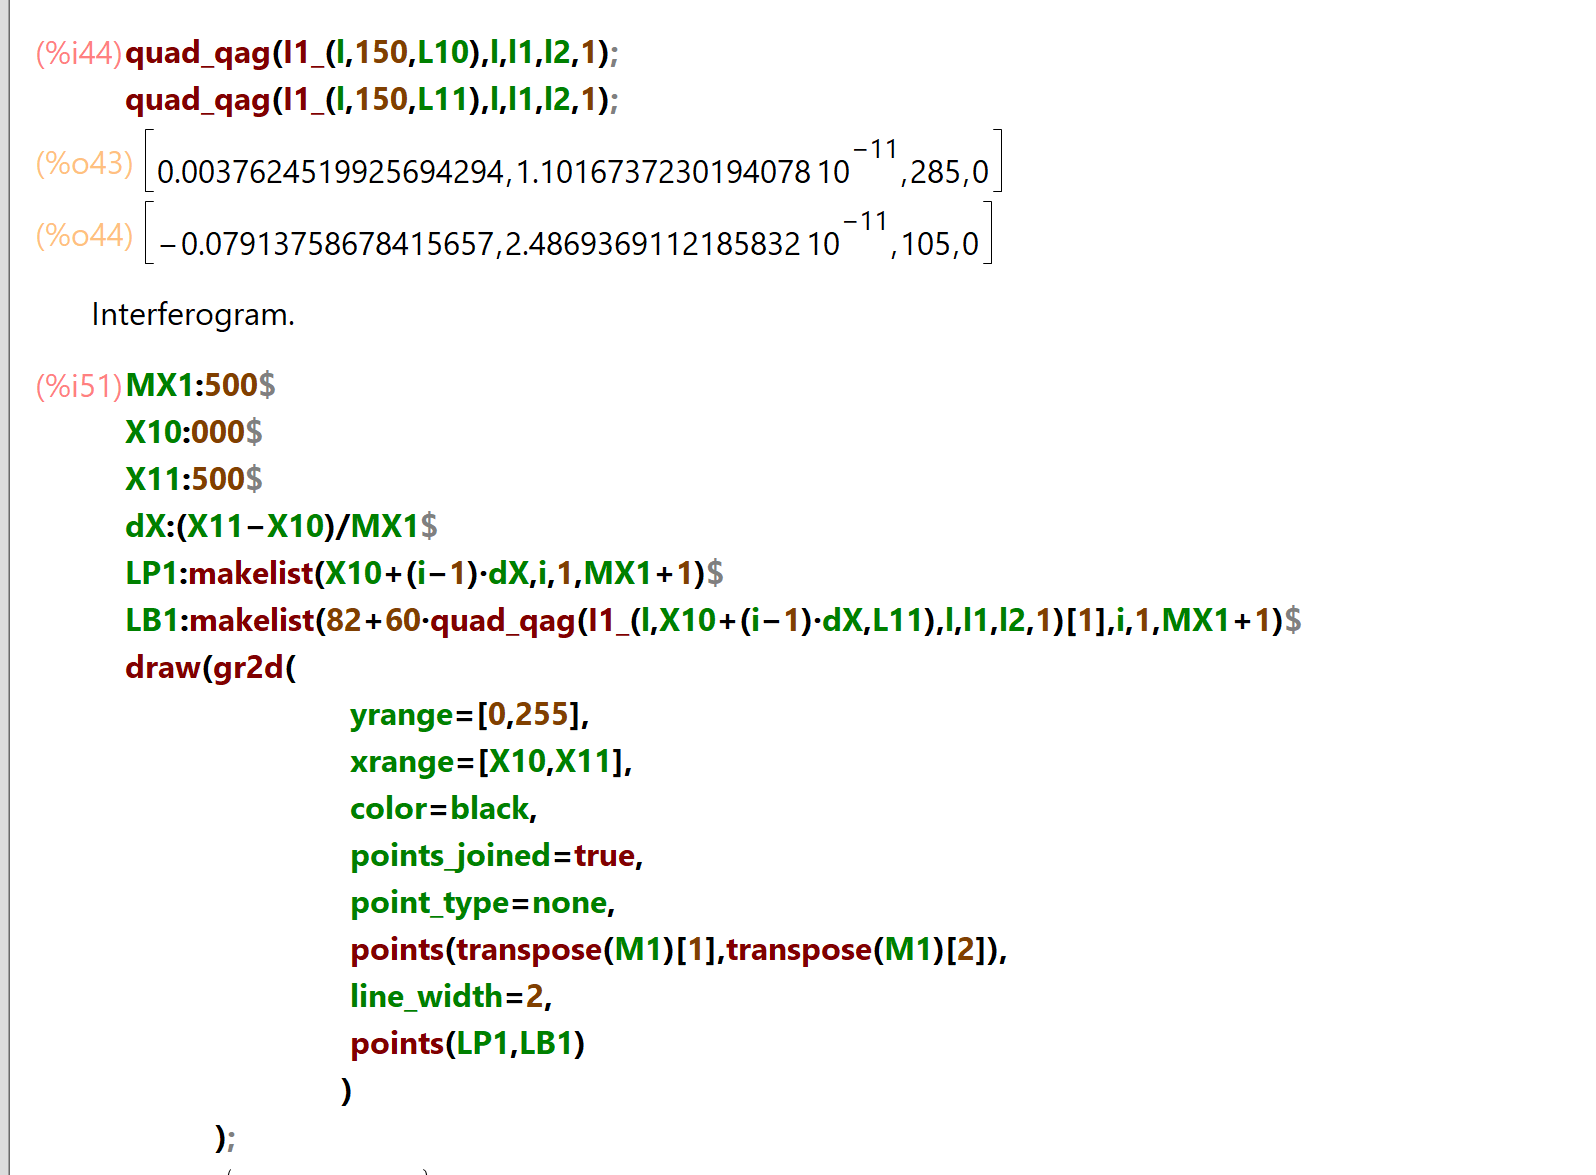 (%i44) quad_qag(I1_(l,150,L10),l,l1,l2,1);
quad_qag(I1_(l,150,L11),l,l1,l2,1);
(%o43) [0.0037624519925694294,1.1016737230194078 10^−11,285,0]
(%o44) [−0.07913758678415657,2.4869369112185832 10^−11,105,0]
Interferogram.
(%i51) MX1:500$
X10:000$
X11:500$
dX:(X11−X10)/MX1$
LP1:makelist(X10+(i−1)·dX,i,1,MX1+1)$
LB1:makelist(82+60·quad_qag(I1_(l,X10+(i−1)·dX,L11),l,l1,l2,1)[1],i,1,MX1+1)$
draw(gr2d(
yrange=[0,255],
xrange=[X10,X11],
color=black,
points_joined=true,
point_type=none,
points(transpose(M1)[1],transpose(M1)[2]),
line_width=2,
points(LP1,LB1)
)
);